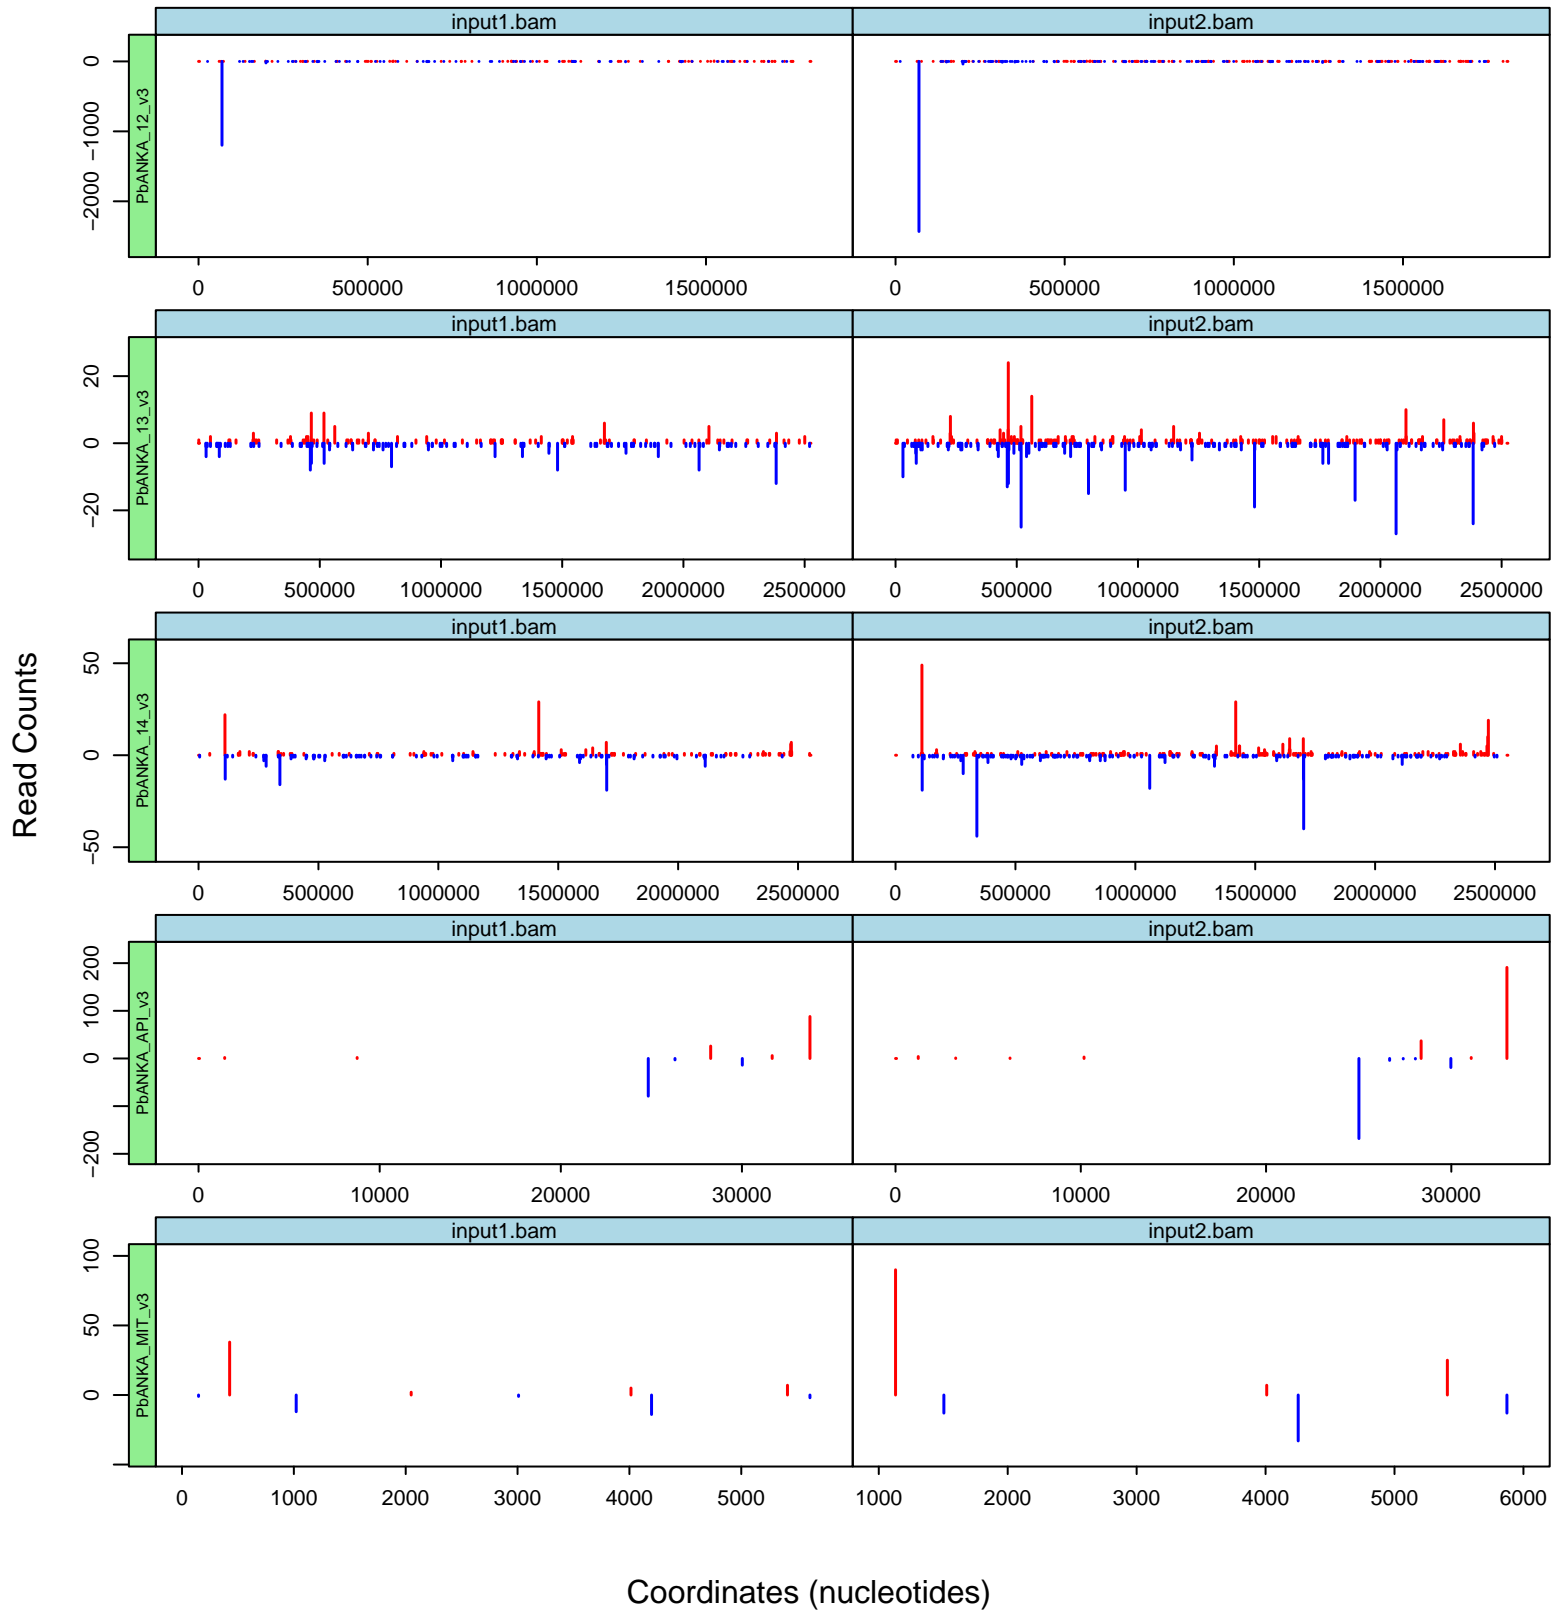 input1.bam input2.bam
PbANKA_12_v3
0
−1000
−2000
0 500000 1000000 1500000 0 500000 1000000 1500000
input1.bam input2.bam
PbANKA_13_v3
20
0
−20
0 500000 1000000 1500000 2000000 2500000 0 500000 1000000 1500000 2000000 2500000
input1.bam input2.bam
Read Counts
PbANKA_14_v3
50
0
−50
0 500000 1000000 1500000 2000000 2500000 0 500000 1000000 1500000 2000000 2500000
input1.bam input2.bam
PbANKA_API_v3
200
100
0
−200
0 10000 20000 30000 0 10000 20000 30000
input1.bam input2.bam
PbANKA_MIT_v3
100
50
0
0 1000 2000 3000 4000 5000 1000 2000 3000 4000 5000 6000
Coordinates (nucleotides)